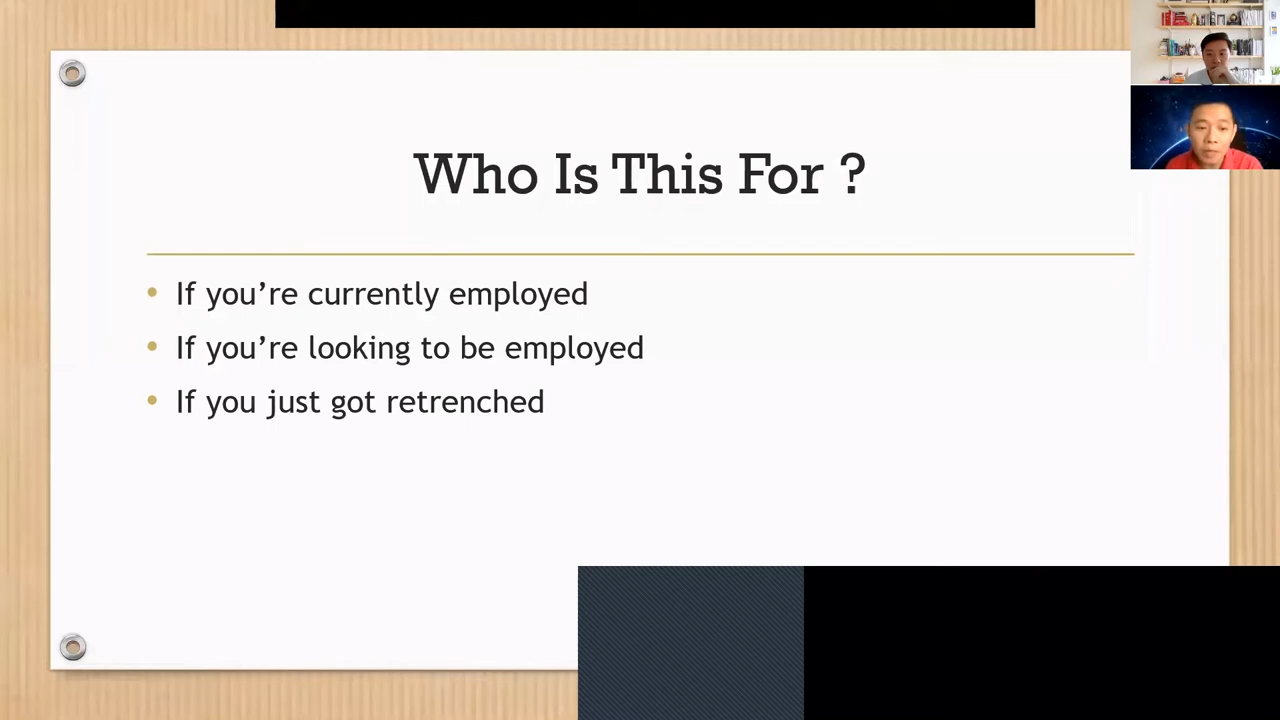 Who Is This For ?
• If you’re currently employed
• If you’re looking to be employed
• If you just got retrenched